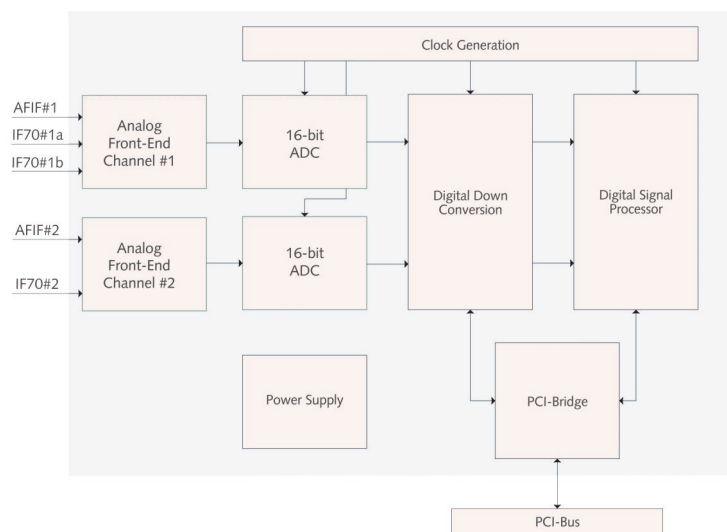 Clock Generation
AFIF#1
IF70#1a
IF70#1b
Analog
Front-End
Channel #1
16-bit
ADC
Digital Down
Conversion
Digital Signal
Processor
AFIF#2
IF70#2
Analog
Front-End
Channel #2
16-bit
ADC
Power Supply
PCI-Bridge
PCI-Bus